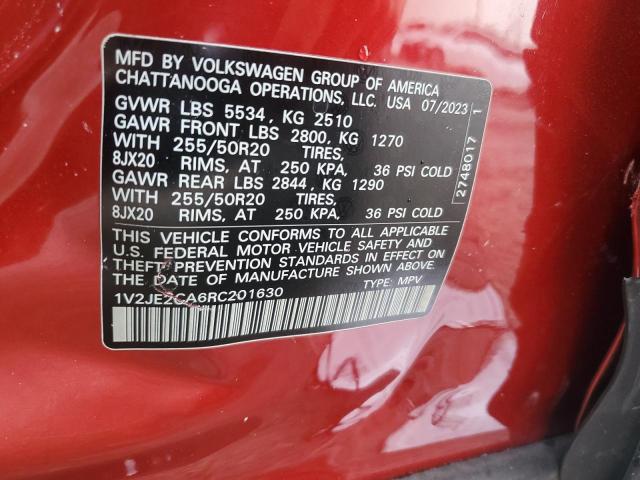 MFD BY VOLKSWAGEN GROUP OF AMERICA
CHATTANOOGA OPERATIONS, LLC. USA 07/2023
GVWR LBS 5534 , KG 2510
GAWR FRONT LBS 2800, KG 1270
WITH 255/50R20 TIRES,
8JX20 RIMS, AT 250 KPA, 36 PSI COLD
GAWR REAR LBS 2844, KG 1290
WITH 255/50R20 TIRES,
8JX20 RIMS, AT 250 KPA, 36 PSI COLD
THIS VEHICLE CONFORMS TO ALL APPLICABLE
U.S. FEDERAL MOTOR VEHICLE SAFETY AND
THEFT PREVENTION STANDARDS IN EFFECT ON
THE DATE OF MANUFACTURE SHOWN ABOVE.
1V2JE2CA6RC201630 TYPE: MPV
2748017 1